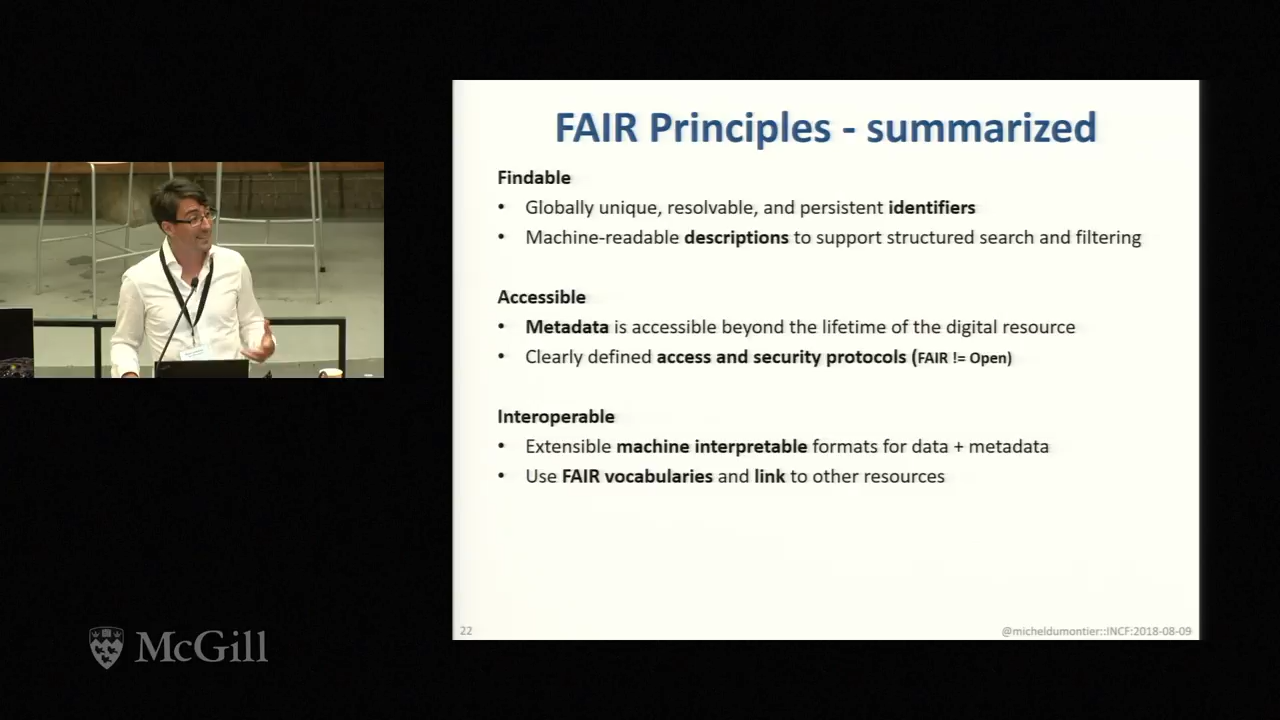 FAIR Principles - summarized
Findable
• Globally unique, resolvable, and persistent identifiers
• Machine-readable descriptions to support structured search and filtering
Accessible
• Metadata is accessible beyond the lifetime of the digital resource
• Clearly defined access and security protocols (FAIR != Open)
Interoperable
• Extensible machine interpretable formats for data + metadata
• Use FAIR vocabularies and link to other resources
22
@micheldumontier::INCF:2018-08-09
McGill